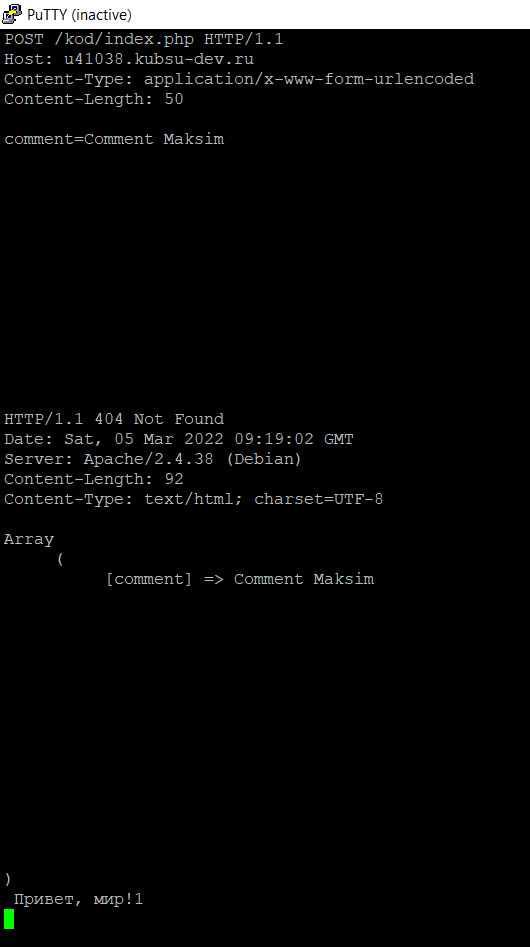 PuTTY (inactive)
POST /kod/index.php HTTP/1.1
Host: u41038.kubsu-dev.ru
Content-Type: application/x-www-form-urlencoded
Content-Length: 50
comment=Comment Maksim
HTTP/1.1 404 Not Found
Date: Sat, 05 Mar 2022 09:19:02 GMT
Server: Apache/2.4.38 (Debian)
Content-Length: 92
Content-Type: text/html; charset=UTF-8
Array
(
[comment] => Comment Maksim
)
Привет, мир!1